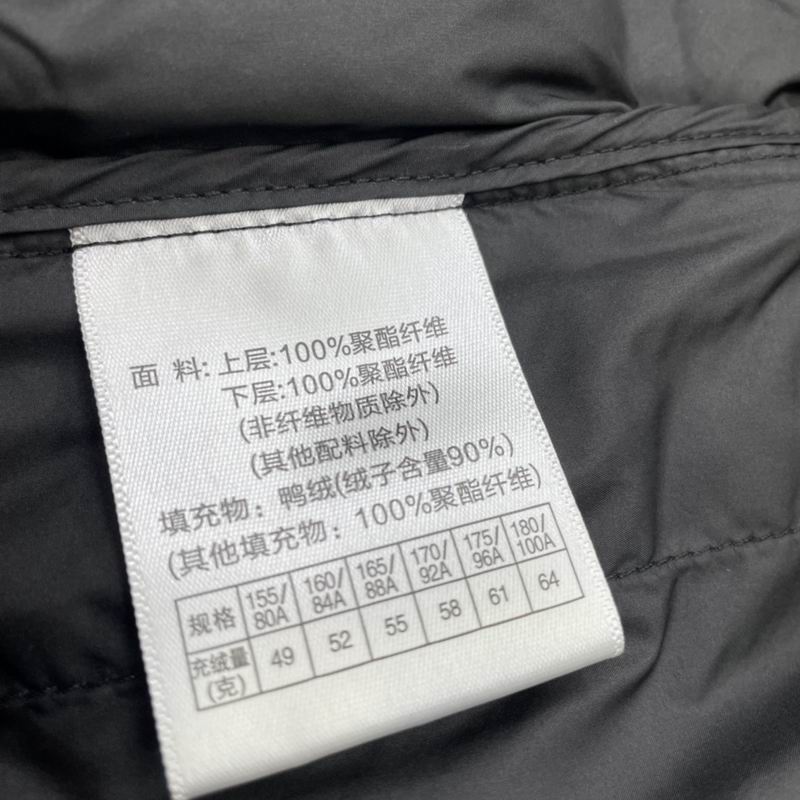 面 料: 上层:100%聚酯纤维
下层:100%聚酯纤维
(非纤维物质除外)
(其他配料除外)
填充物: 鸭绒(绒子含量90%)
(其他填充物: 100%聚酯纤维)
规格 155/80A 160/84A 165/88A 170/92A 175/96A 180/100A
充绒量(克) 49 52 55 58 61 64